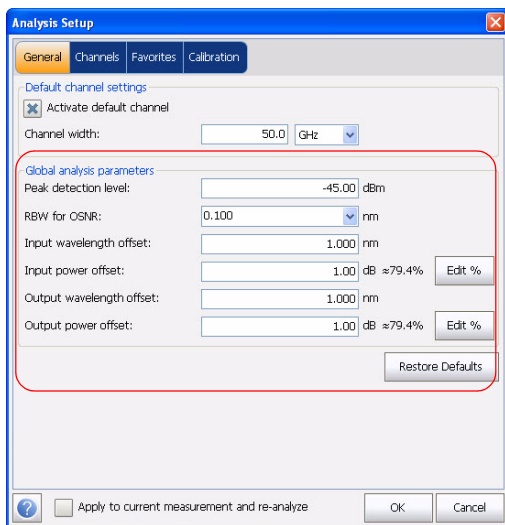 Analysis Setup
General Channels Favorites Calibration
Default channel settings
Activate default channel
Channel width: 50.0 GHz
Global analysis parameters
Peak detection level: -45.00 dBm
RBW for OSNR: 0.100 nm
Input wavelength offset: 1.000 nm
Input power offset: 1.00 dB ≈79.4% Edit %
Output wavelength offset: 1.000 nm
Output power offset: 1.00 dB ≈79.4% Edit %
Restore Defaults
? Apply to current measurement and re-analyze OK Cancel